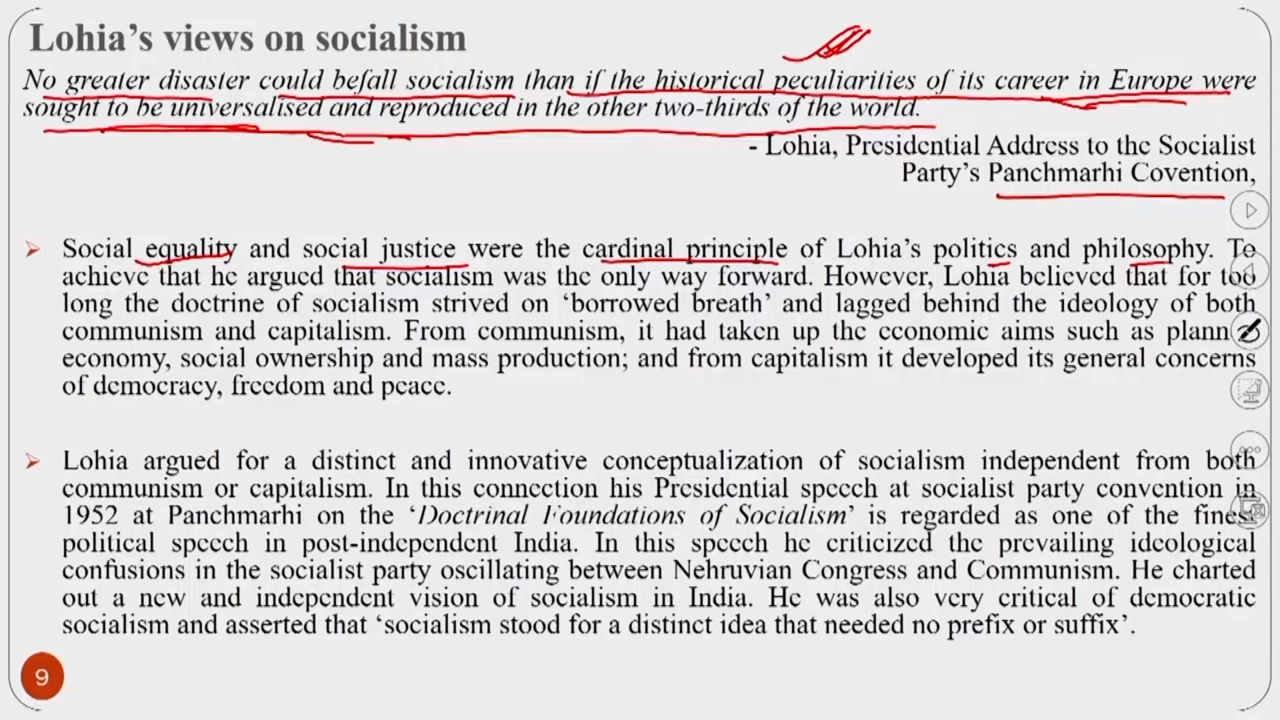 Lohia’s views on socialism
No greater disaster could befall socialism than if the historical peculiarities of its career in Europe were
sought to be universalised and reproduced in the other two-thirds of the world.
- Lohia, Presidential Address to the Socialist
Party’s Panchmarhi Covention,
➢ Social equality and social justice were the cardinal principle of Lohia’s politics and philosophy. To
achieve that he argued that socialism was the only way forward. However, Lohia believed that for too
long the doctrine of socialism strived on ‘borrowed breath’ and lagged behind the ideology of both
communism and capitalism. From communism, it had taken up the economic aims such as plann
economy, social ownership and mass production; and from capitalism it developed its general concerns
of democracy, freedom and peace.
➢ Lohia argued for a distinct and innovative conceptualization of socialism independent from both
communism or capitalism. In this connection his Presidential speech at socialist party convention in
1952 at Panchmarhi on the ‘Doctrinal Foundations of Socialism’ is regarded as one of the finest
political speech in post-independent India. In this speech he criticized the prevailing ideological
confusions in the socialist party oscillating between Nehruvian Congress and Communism. He charted
out a new and independent vision of socialism in India. He was also very critical of democratic
socialism and asserted that ‘socialism stood for a distinct idea that needed no prefix or suffix’.
9